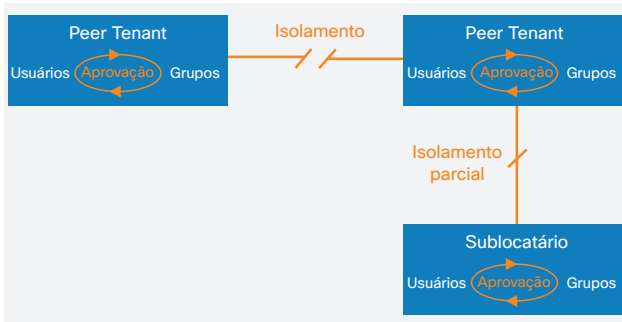 Peer Tenant
Usuários Aprovação Grupos
Isolamento
Peer Tenant
Usuários Aprovação Grupos
Isolamento
parcial
Sublocatário
Usuários Aprovação Grupos